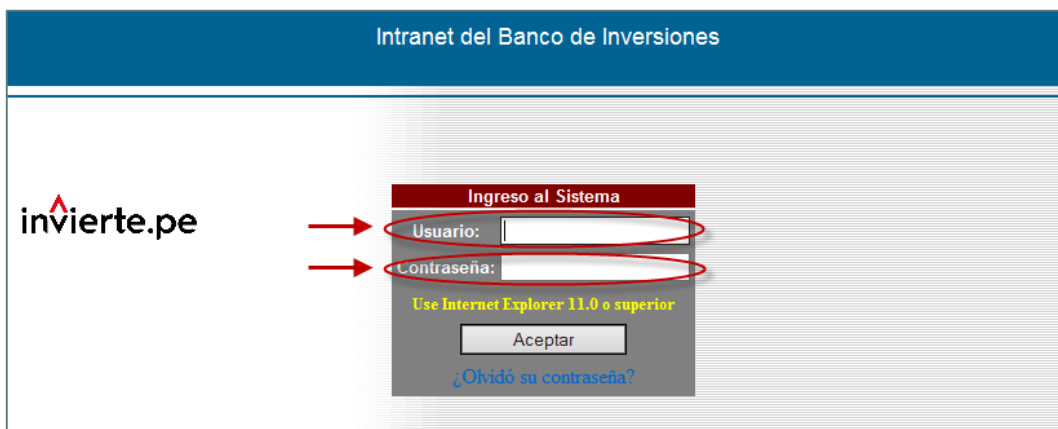 Intranet del Banco de Inversiones
invierte.pe
Ingreso al Sistema
Usuario:
Contraseña:
Use Internet Explorer 11.0 o superior
Aceptar
¿Olvidó su contraseña?